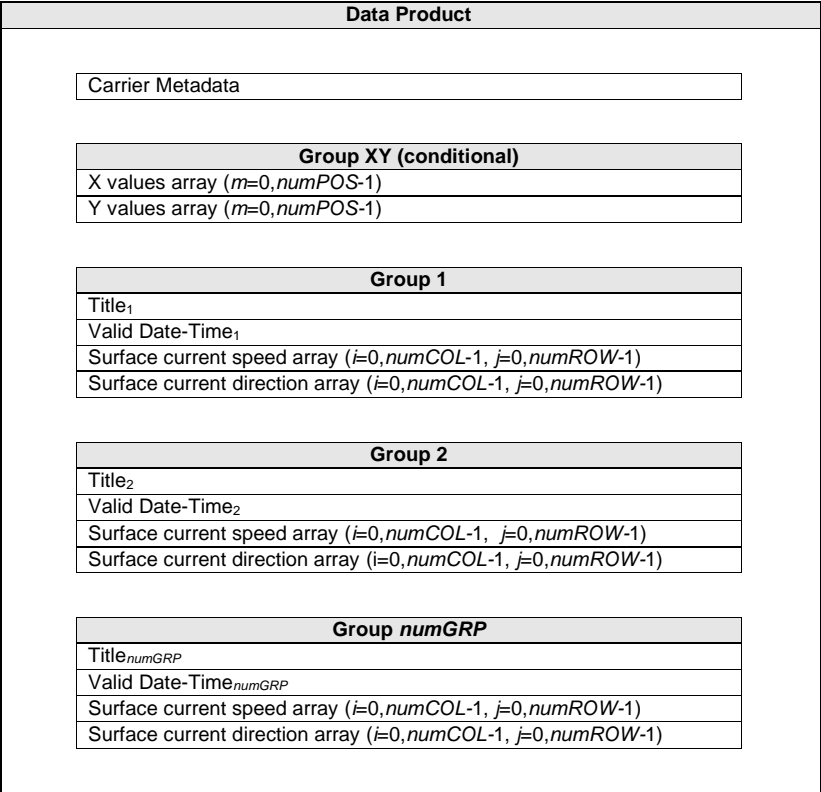 Data Product
Carrier Metadata
Group XY (conditional)
X values array (m=0,numPOS-1)
Y values array (m=0,numPOS-1)
Group 1
Title₁
Valid Date-Time₁
Surface current speed array (i=0,numCOL-1, j=0,numROW-1)
Surface current direction array (i=0,numCOL-1, j=0,numROW-1)
Group 2
Title₂
Valid Date-Time₂
Surface current speed array (i=0,numCOL-1,  j=0,numROW-1)
Surface current direction array (i=0,numCOL-1, j=0,numROW-1)
Group numGRP
TitlenumGRP
Valid Date-TimenumGRP
Surface current speed array (i=0,numCOL-1, j=0,numROW-1)
Surface current direction array (i=0,numCOL-1, j=0,numROW-1)